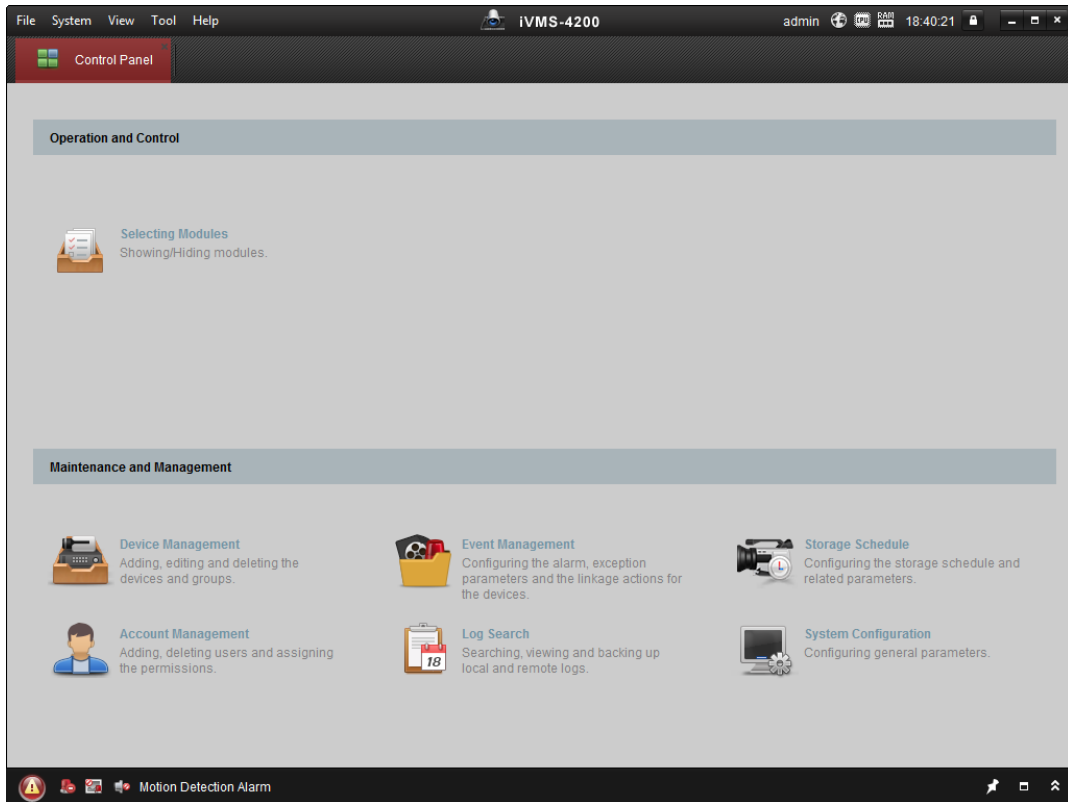 File System View Tool Help iVMS-4200 admin CPU RAM 18:40:21
Control Panel
Operation and Control
Selecting Modules
Showing/Hiding modules.
Maintenance and Management
Device Management
Adding, editing and deleting the
devices and groups.
Event Management
Configuring the alarm, exception
parameters and the linkage actions for
the devices.
Storage Schedule
Configuring the storage schedule and
related parameters.
Account Management
Adding, deleting users and assigning
the permissions.
18
Log Search
Searching, viewing and backing up
local and remote logs.
System Configuration
Configuring general parameters.
Motion Detection Alarm